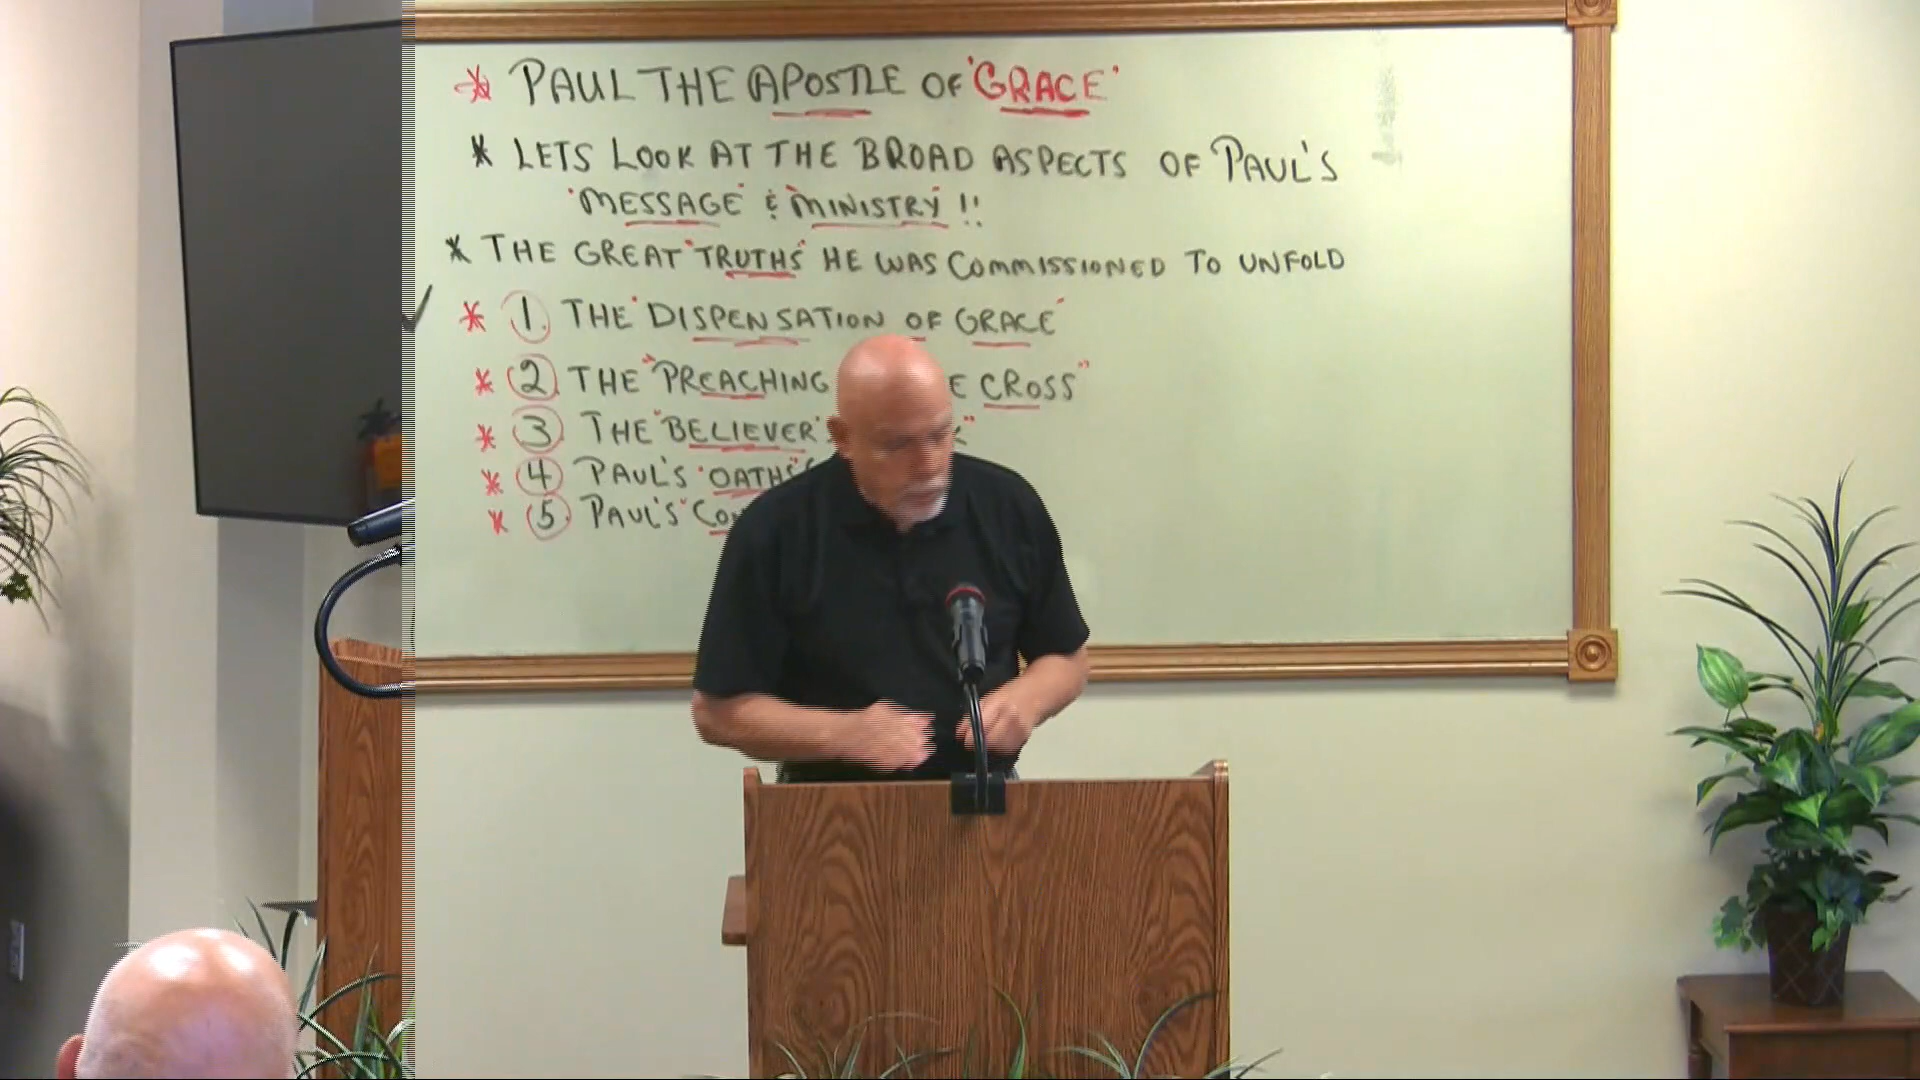 * PAUL THE APOSTLE OF "GRACE"
* LETS LOOK AT THE BROAD ASPECTS OF PAUL'S
"MESSAGE" & "MINISTRY" !!
* THE GREAT "TRUTHS" HE WAS COMMISSIONED TO UNFOLD
✓ * 1. THE "DISPENSATION OF GRACE"
* 2. THE "PREACHING CROSS"
* 3. THE "BELIEVER'S
* 4. PAUL'S "OATHS"
* 5. PAUL'S